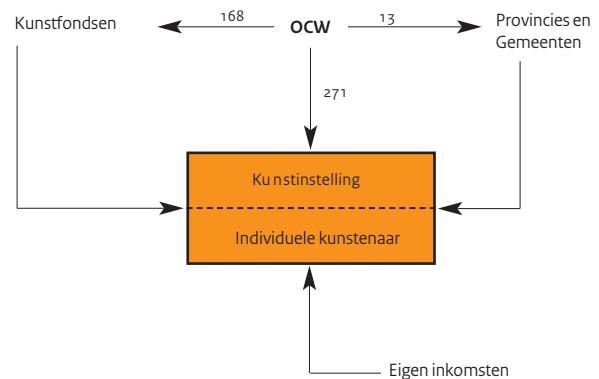 Kunstfondsen
168
OCW
13
Provincies en
Gemeenten
271
Kunstinstelling
Individuele kunstenaar
Eigen inkomsten